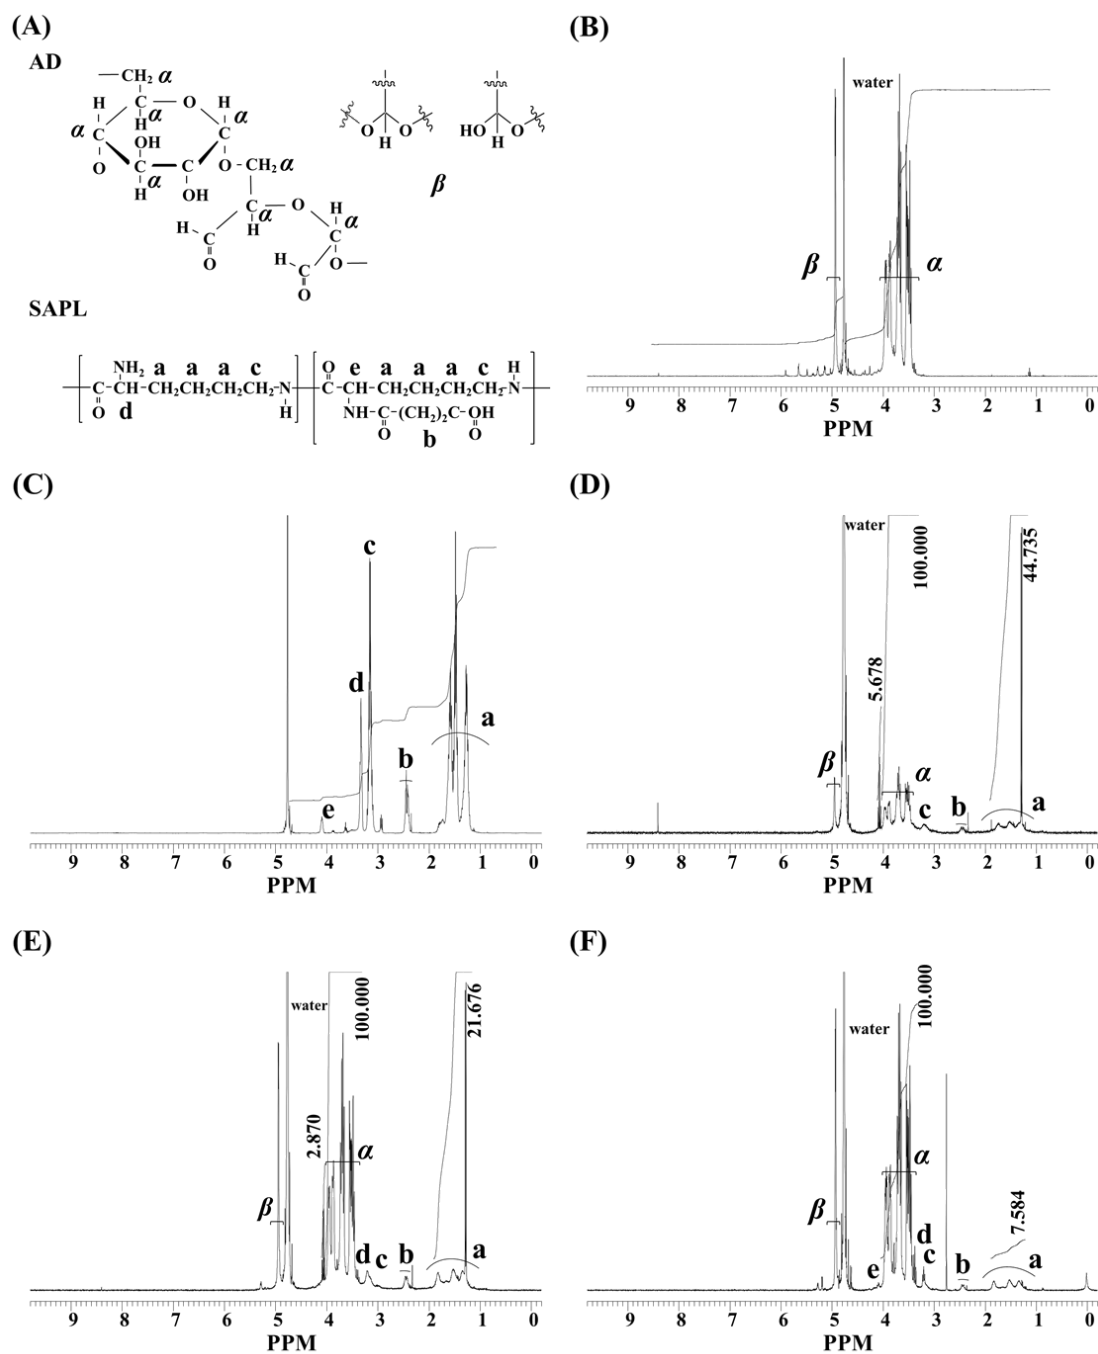 (A)
AD
—CH₂ α
H C O H
α C H α C α
OH
O C C O–CH₂ α
H α OH
C O H
H α C α
H C H
C O C O—
O
O O HO O
H H
β
SAPL
NH₂ a a a c O e a a a c H
—C–CH–CH₂CH₂CH₂CH₂–N—C–CH–CH₂CH₂CH₂CH₂–N—
O d H NH–C–(CH₂)₂C–OH
O b O
(B)
water
β α
9 8 7 6 5 4 3 2 1 0
PPM
(C)
c
d
a
b
e
9 8 7 6 5 4 3 2 1 0
PPM
(D)
water
100.000
44.735
5.678
β α
c b a
9 8 7 6 5 4 3 2 1 0
PPM
(E)
water
100.000
21.676
2.870
α
β
d c b a
9 8 7 6 5 4 3 2 1 0
PPM
(F)
water
100.000
α
β
7.584
d
e c b a
9 8 7 6 5 4 3 2 1 0
PPM